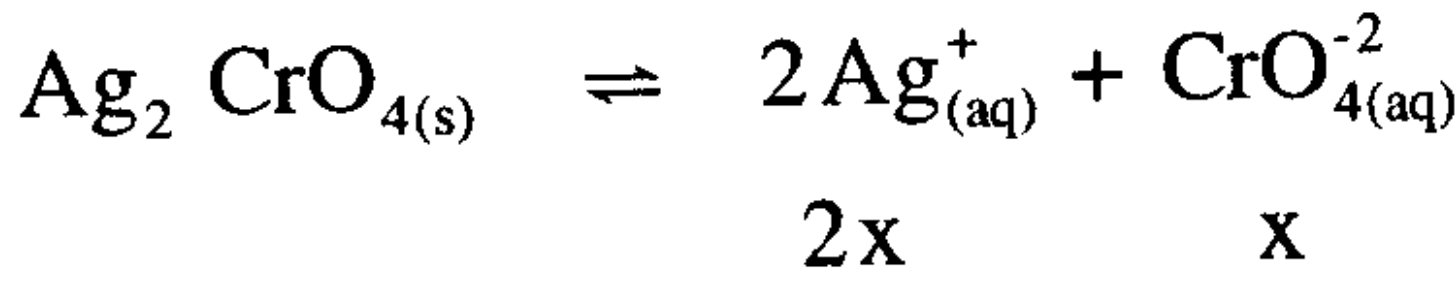 Ag₂ CrO₄₍ₛ₎ ⇌ 2Ag⁺₍aq₎ + CrO₄₍aq₎⁻²
2x x